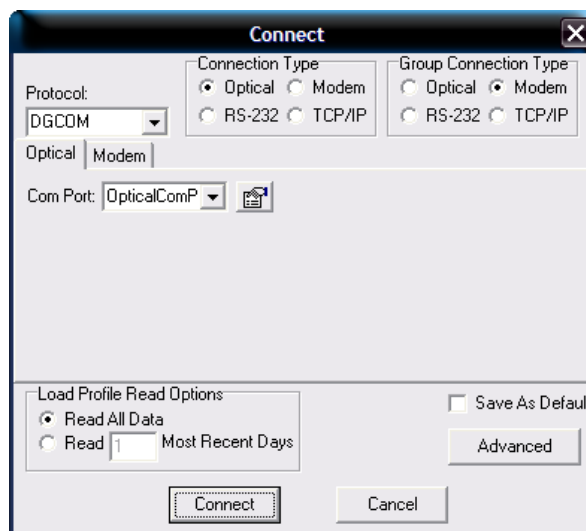 Connect
Connection Type
Group Connection Type
Protocol:
Optical Modem
Optical Modem
DGCOM
RS-232 TCP/IP
RS-232 TCP/IP
Optical Modem
Com Port: OpticalComP
Load Profile Read Options
Read All Data
Save As Defaul
Read 1 Most Recent Days
Advanced
Connect Cancel